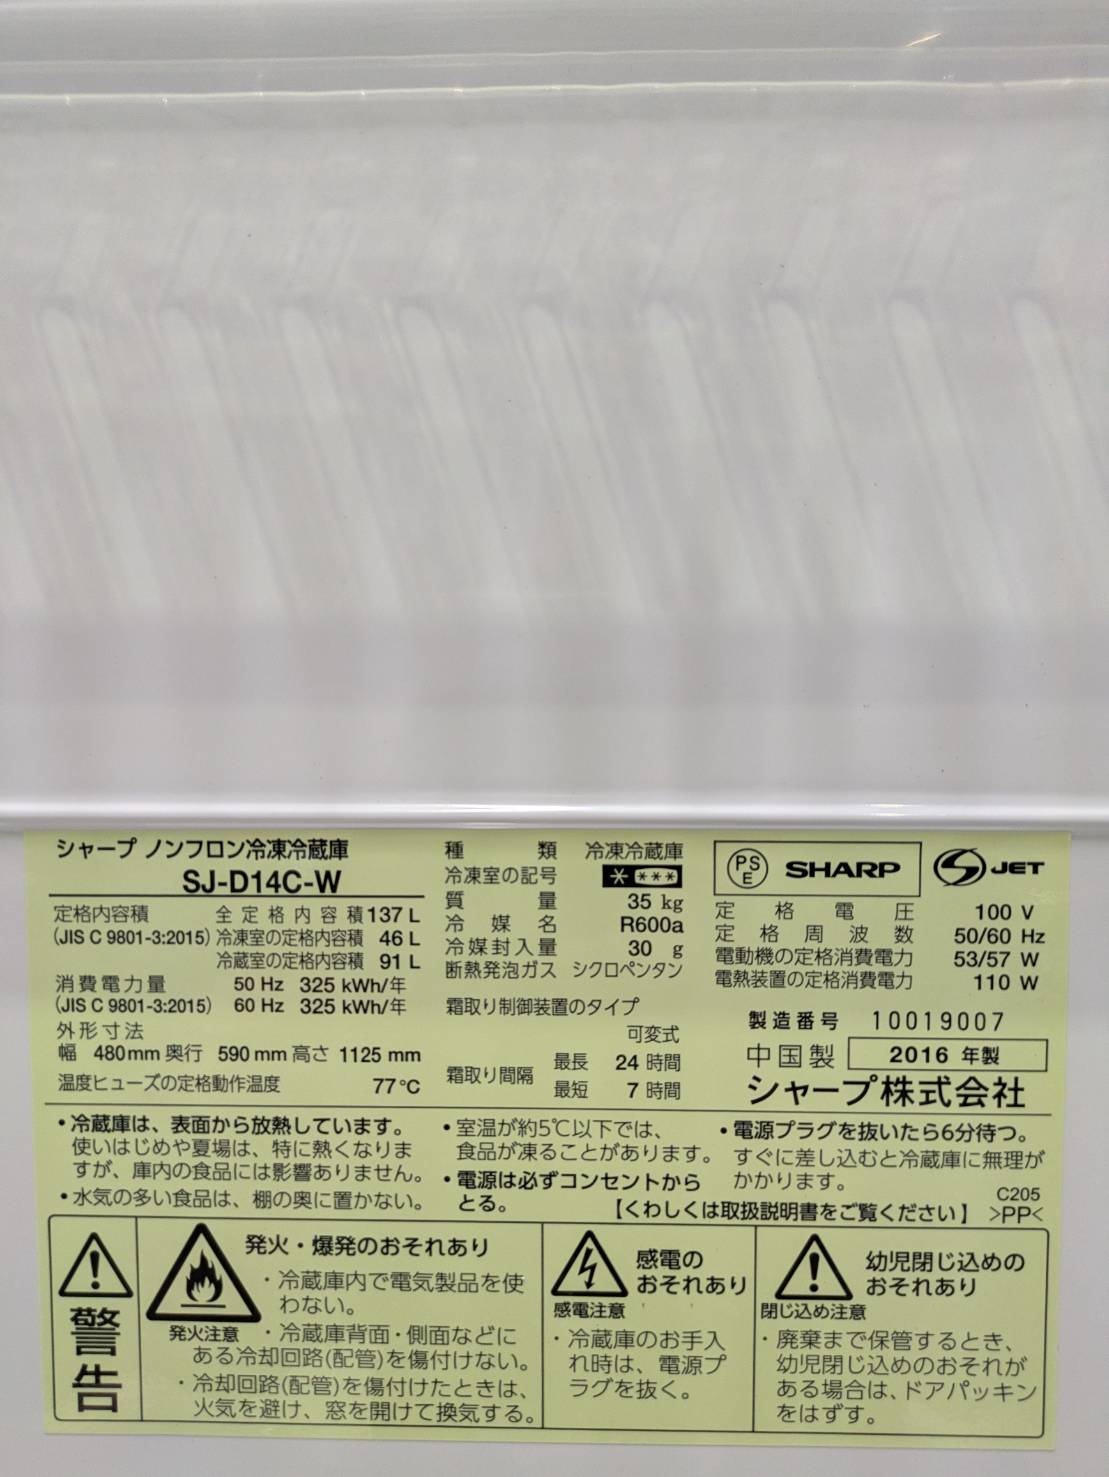 シャープ ノンフロン冷凍冷蔵庫
SJ-D14C-W
定格内容積 全定格内容積 137 L
(JIS C 9801-3:2015) 冷凍室の定格内容積 46 L
冷蔵室の定格内容積 91 L
消費電力量 50 Hz 325 kWh/年
(JIS C 9801-3:2015) 60 Hz 325 kWh/年
外形寸法
幅 480mm 奥行 590 mm 高さ 1125 mm
温度ヒューズの定格動作温度 77℃
種類 冷凍冷蔵庫
冷凍室の記号 * ***
質量 35 kg
冷媒名 R600a
冷媒封入量 30 g
断熱発泡ガス シクロペンタン
霜取り制御装置のタイプ
可変式
霜取り間隔 最長 24 時間
最短 7 時間
PSE SHARP S JET
定格電圧 100 V
定格周波数 50/60 Hz
電動機の定格消費電力 53/57 W
電熱装置の定格消費電力 110 W
製造番号 10019007
中国製 2016 年製
シャープ株式会社
・冷蔵庫は、表面から放熱しています。
使いはじめや夏場は、特に熱くなりま
すが、庫内の食品には影響ありません。
・水気の多い食品は、棚の奥に置かない。
・室温が約5℃以下では、
食品が凍ることがあります。
・電源は必ずコンセントから
とる。
・電源プラグを抜いたら6分待つ。
すぐに差し込むと冷蔵庫に無理が
かかります。
C205
【くわしくは取扱説明書をご覧ください】 >PP<
警告
発火・爆発のおそれあり
発火注意
・冷蔵庫内で電気製品を使
わない。
・冷蔵庫背面・側面などに
ある冷却回路(配管)を傷付けない。
・冷却回路(配管)を傷付けたときは、
火気を避け、窓を開けて換気する。
感電の
おそれあり
感電注意
・冷蔵庫のお手入
れ時は、電源プ
ラグを抜く。
幼児閉じ込めの
おそれあり
閉じ込め注意
・廃棄まで保管するとき、
幼児閉じ込めのおそれが
ある場合は、ドアパッキン
をはずす。